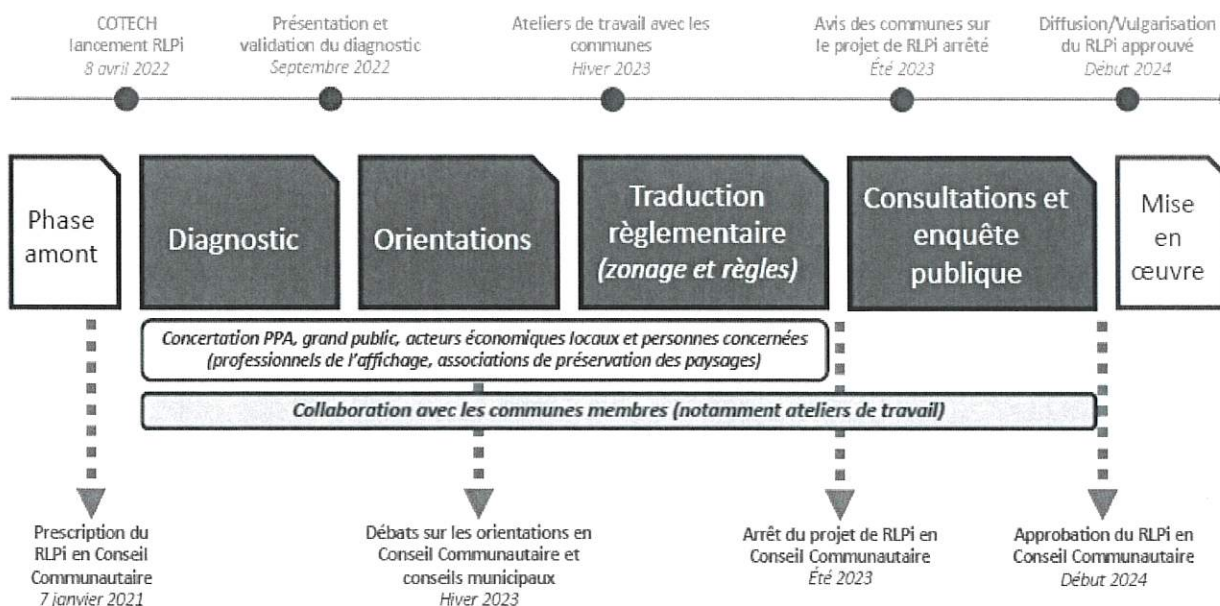 COTECH
lancement RLPi
8 avril 2022
Présentation et
validation du diagnostic
Septembre 2022
Ateliers de travail avec les
communes
Hiver 2023
Avis des communes sur
le projet de RLPi arrêté
Été 2023
Diffusion/Vulgarisation
du RLPi approuvé
Début 2024
Phase
amont
Diagnostic
Orientations
Traduction
règlementaire
(zonage et règles)
Consultations et
enquête
publique
Mise
en
œuvre
Concertation PPA, grand public, acteurs économiques locaux et personnes concernées
(professionnels de l'affichage, associations de préservation des paysages)
Collaboration avec les communes membres (notamment ateliers de travail)
Prescription du
RLPi en Conseil
Communautaire
7 janvier 2021
Débats sur les orientations en
Conseil Communautaire et
conseils municipaux
Hiver 2023
Arrêt du projet de RLPi en
Conseil Communautaire
Été 2023
Approbation du RLPi en
Conseil Communautaire
Début 2024